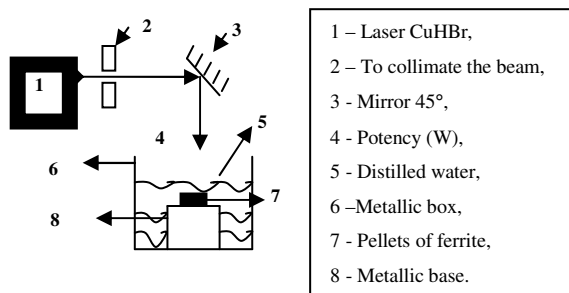 2
3
1
4
5
6
7
8
1 – Laser CuHBr,
2 – To collimate the beam,
3 - Mirror 45°,
4 - Potency (W),
5 - Distilled water,
6 –Metallic box,
7 - Pellets of ferrite,
8 - Metallic base.